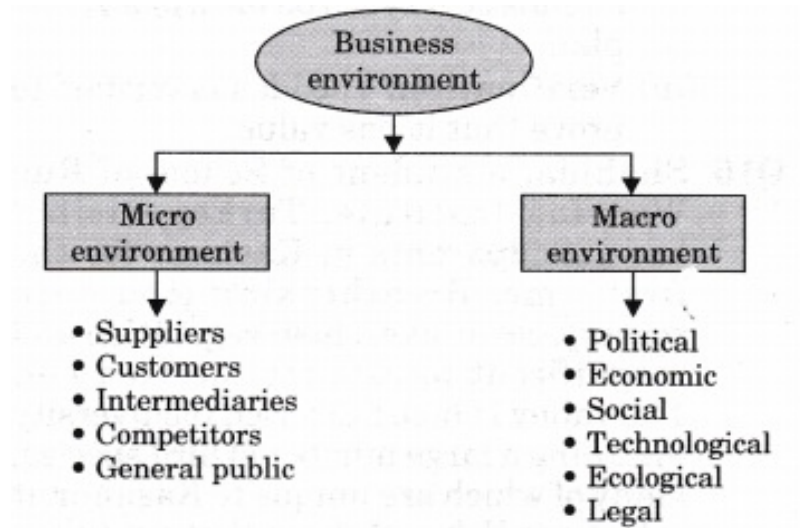 Business
environment
Micro
environment
• Suppliers
• Customers
• Intermediaries
• Competitors
• General public
Macro
environment
• Political
• Economic
• Social
• Technological
• Ecological
• Legal